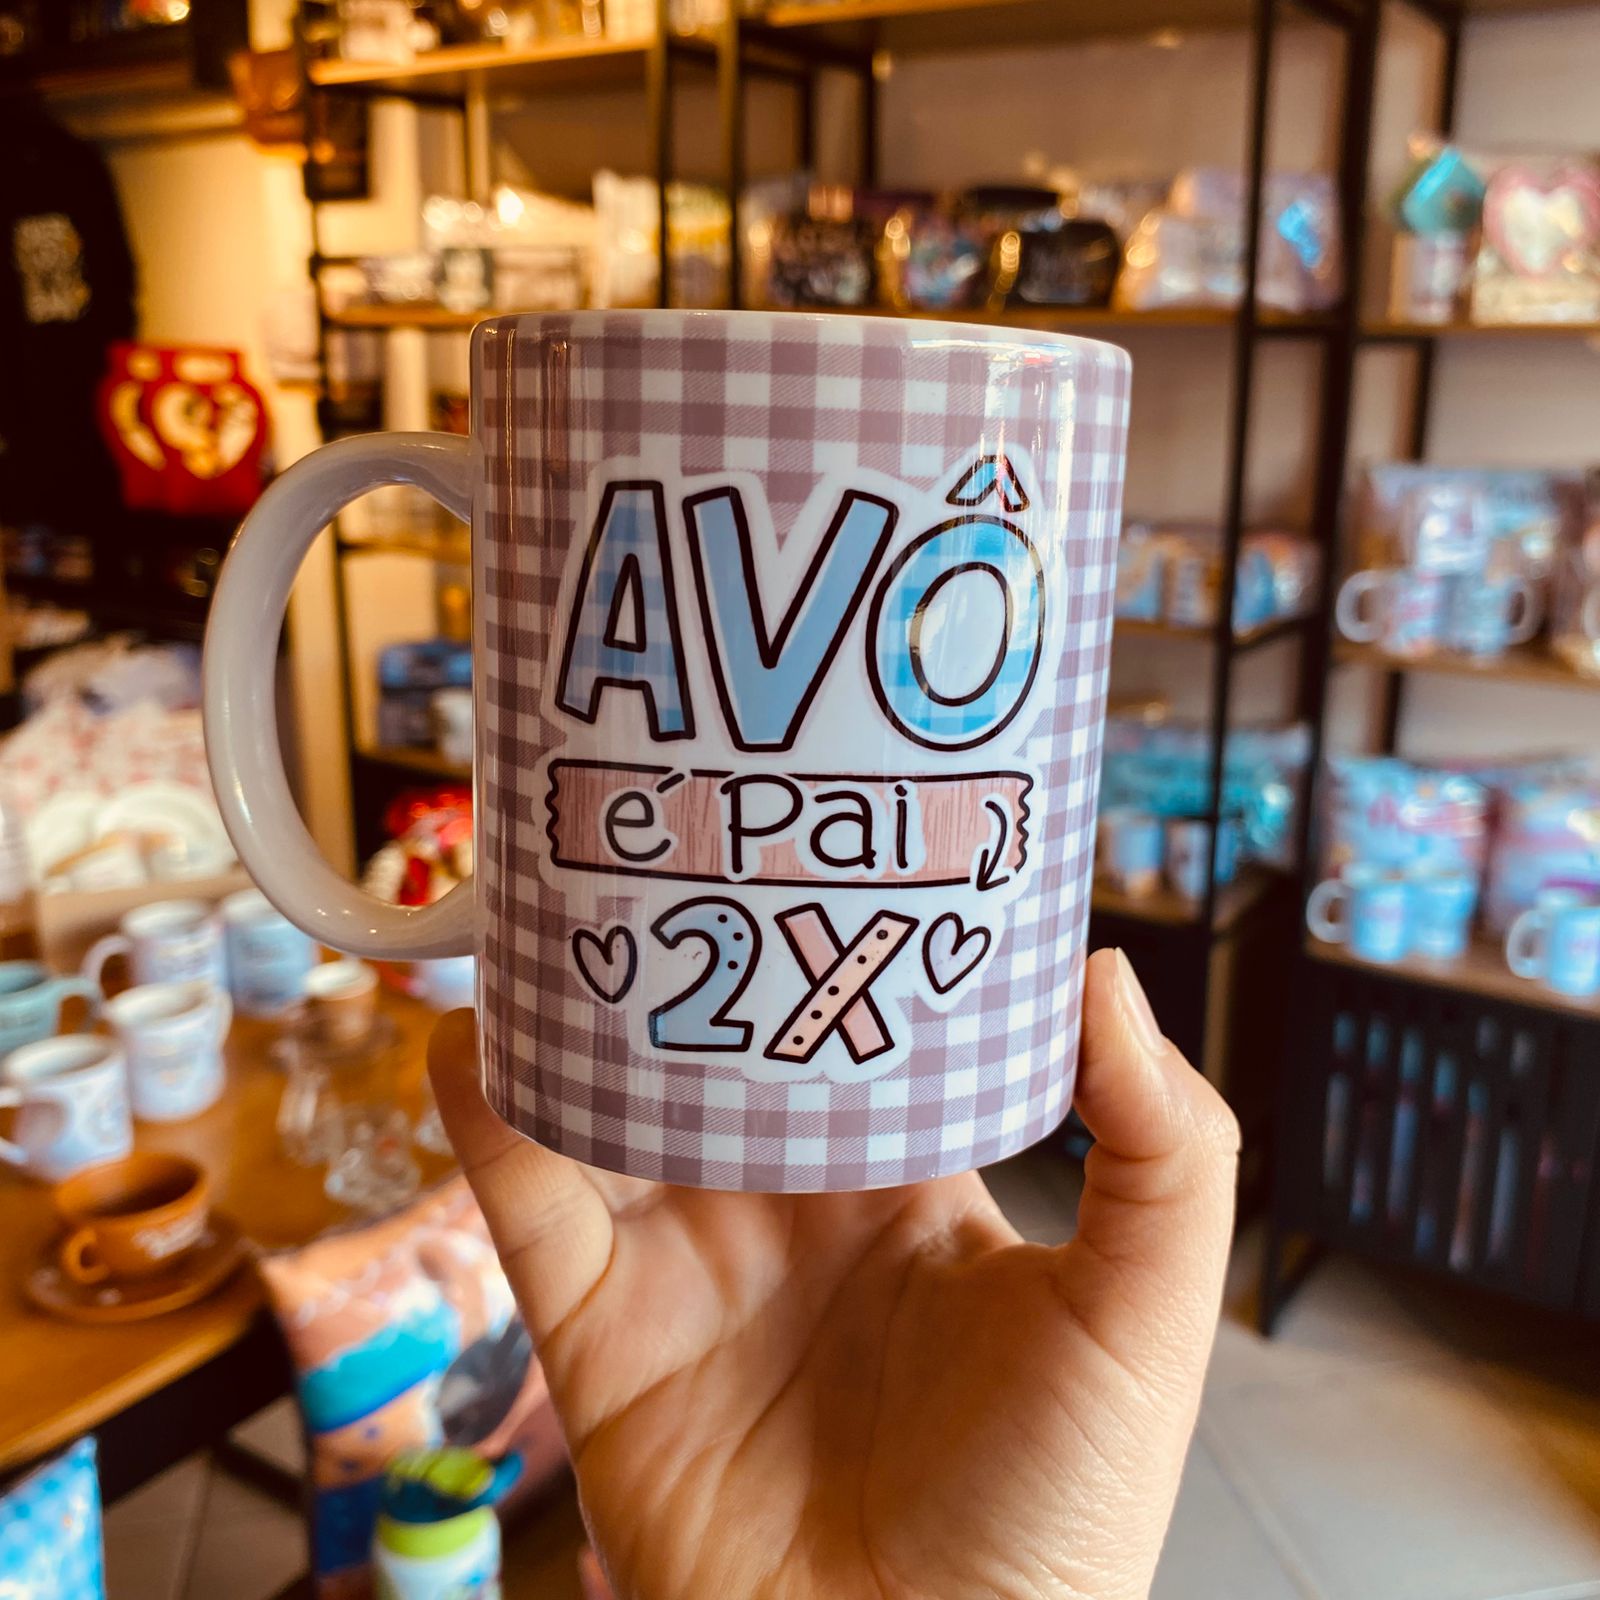 AVÔ
é Pai
2X